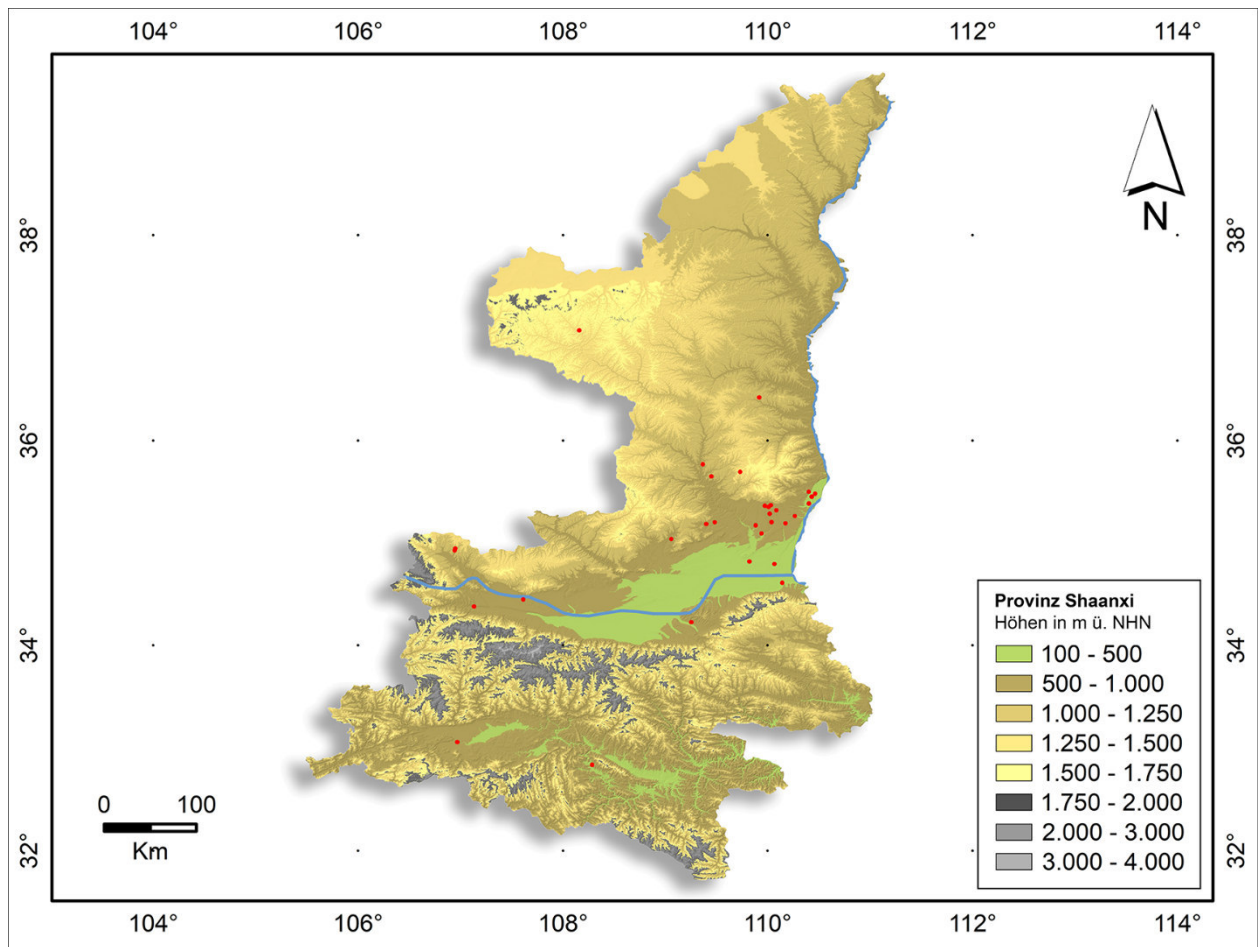 104° 106° 108° 110° 112° 114°
38° 38°
36° 36°
34° 34°
32° 32°
N
0 100
Km
Provinz Shaanxi
Höhen in m ü. NHN
100 - 500
500 - 1.000
1.000 - 1.250
1.250 - 1.500
1.500 - 1.750
1.750 - 2.000
2.000 - 3.000
3.000 - 4.000
104° 106° 108° 110° 112° 114°